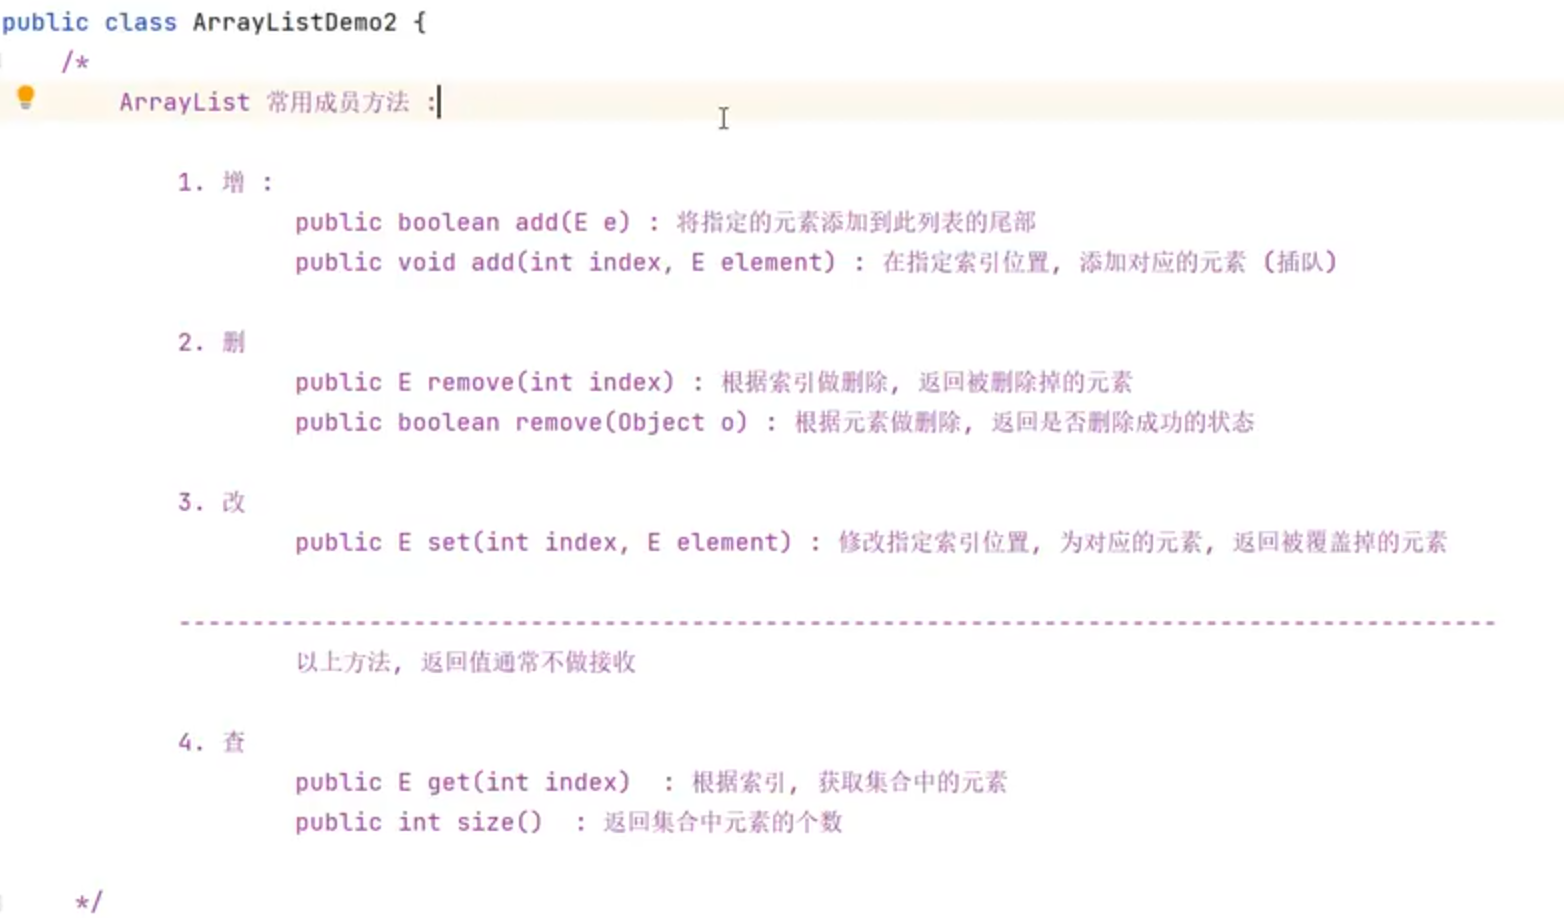 public class ArrayListDemo2 {
/*
ArrayList 常用成员方法 :
1. 增 :
public boolean add(E e) : 将指定的元素添加到此列表的尾部
public void add(int index, E element) : 在指定索引位置, 添加对应的元素 (插队)
2. 删
public E remove(int index) : 根据索引做删除, 返回被删除掉的元素
public boolean remove(Object o) : 根据元素做删除, 返回是否删除成功的状态
3. 改
public E set(int index, E element) : 修改指定索引位置, 为对应的元素, 返回被覆盖掉的元素
------------------------------------------------------------------------------------------
以上方法, 返回值通常不做接收
4. 查
public E get(int index)  : 根据索引, 获取集合中的元素
public int size()  : 返回集合中元素的个数
*/